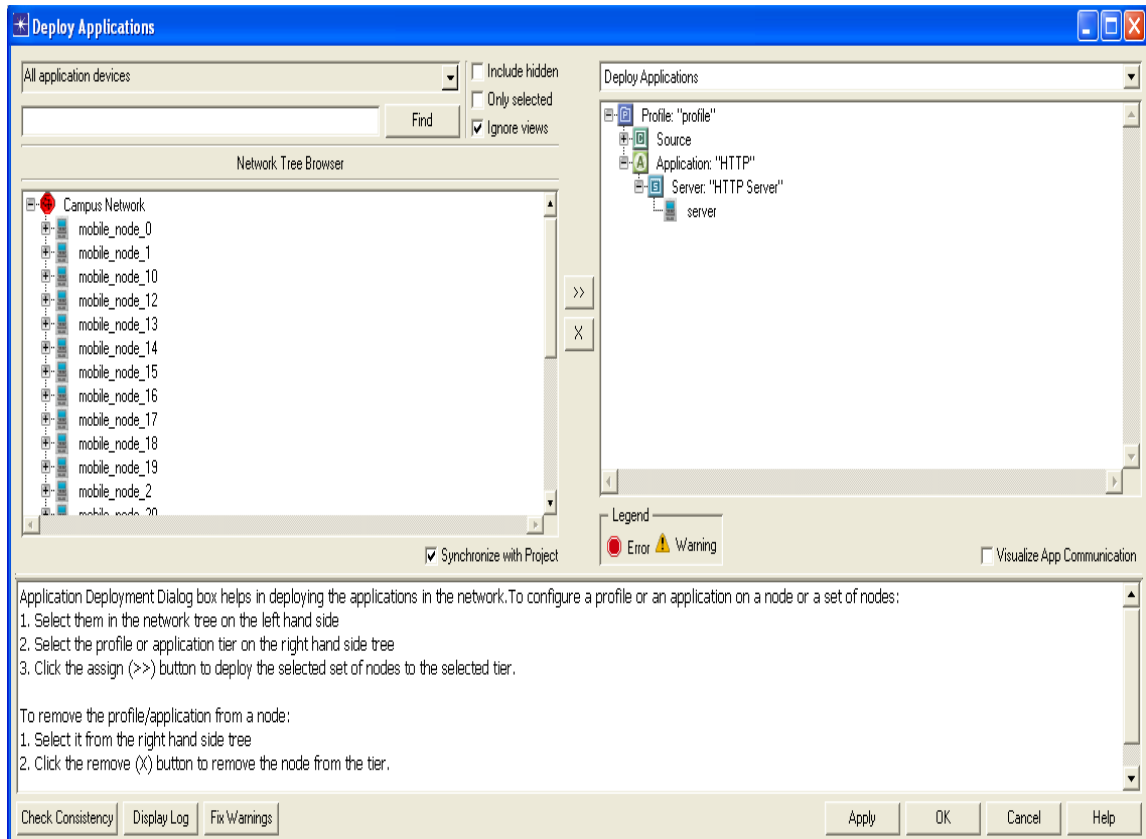 Deploy Applications
All application devices
Include hidden
Only selected
Find
Ignore views
Network Tree Browser
Campus Network
mobile_node_0
mobile_node_1
mobile_node_10
mobile_node_12
mobile_node_13
mobile_node_14
mobile_node_15
mobile_node_16
mobile_node_17
mobile_node_18
mobile_node_19
mobile_node_2
mobile_node_20
Synchronize with Project
>>
X
Deploy Applications
Profile: "profile"
Source
Application: "HTTP"
Server: "HTTP Server"
server
Legend
Error Warning
Visualize App Communication
Application Deployment Dialog box helps in deploying the applications in the network.To configure a profile or an application on a node or a set of nodes:
1. Select them in the network tree on the left hand side
2. Select the profile or application tier on the right hand side tree
3. Click the assign (>>) button to deploy the selected set of nodes to the selected tier.
To remove the profile/application from a node:
1. Select it from the right hand side tree
2. Click the remove (X) button to remove the node from the tier.
Check Consistency Display Log Fix Warnings Apply OK Cancel Help